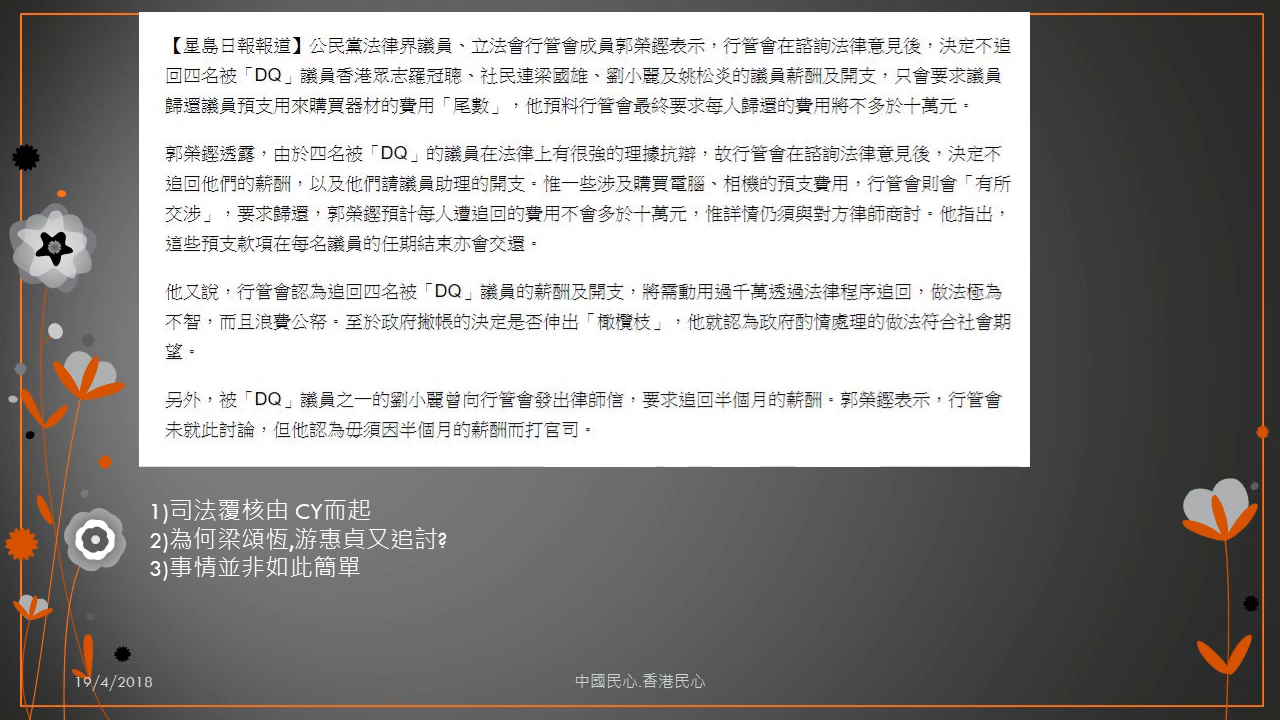 【星島日報報道】公民黨法律界議員、立法會行管會成員郭榮鏗表示，行管會在諮詢法律意見後，決定不追
回四名被「DQ」議員香港眾志羅冠聰、社民連梁國雄、劉小麗及姚松炎的議員薪酬及開支，只會要求議員
歸還議員預支用來購買器材的費用「尾數」，他預料行管會最終要求每人歸還的費用將不多於十萬元。
郭榮鏗透露，由於四名被「DQ」的議員在法律上有很強的理據抗辯，故行管會在諮詢法律意見後，決定不
追回他們的薪酬，以及他們請議員助理的開支。惟一些涉及購買電腦、相機的預支費用，行管會則會「有所
交涉」，要求歸還，郭榮鏗預計每人遭追回的費用不會多於十萬元，惟詳情仍須與對方律師商討。他指出，
這些預支款項在每名議員的任期結束亦會交還。
他又說，行管會認為追回四名被「DQ」議員的薪酬及開支，將需動用過千萬透過法律程序追回，做法極為
不智，而且浪費公帑。至於政府撇帳的決定是否伸出「橄欖枝」，他就認為政府酌情處理的做法符合社會期
望。
另外，被「DQ」議員之一的劉小麗曾向行管會發出律師信，要求追回半個月的薪酬。郭榮鏗表示，行管會
未就此討論，但他認為毋須因半個月的薪酬而打官司。
1)司法覆核由 CY而起
2)為何梁頌恆,游惠貞又追討?
3)事情並非如此簡單
19/4/2018
中國民心.香港民心